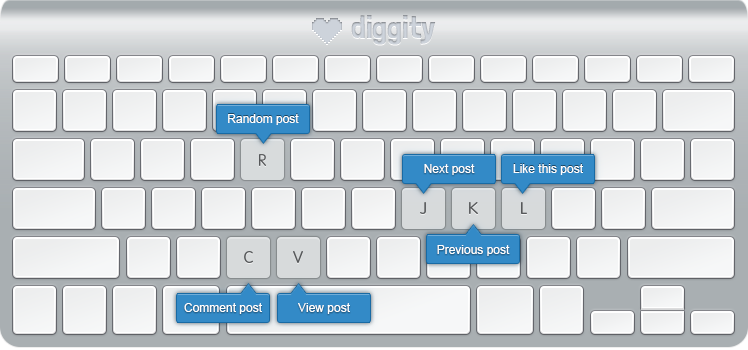 diggity
Random post
R
Next post
Like this post
J
K
L
Previous post
C
V
Comment post
View post